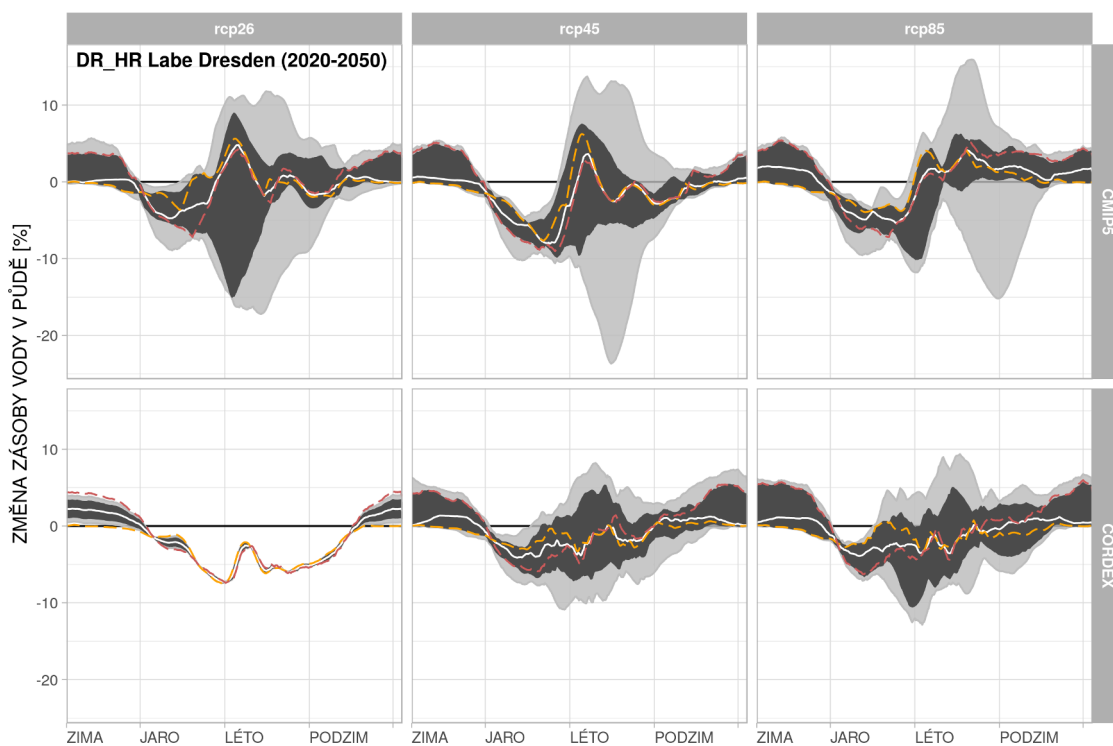 rcp26
rcp45
rcp85
DR_HR Labe Dresden (2020-2050)
ZMĚNA ZÁSOBY VODY V PŮDĚ [%]
10
0
-10
-20
CMIP5
10
0
-10
-20
CORDEX
ZIMA JARO LÉTO PODZIM
ZIMA JARO LÉTO PODZIM
ZIMA JARO LÉTO PODZIM